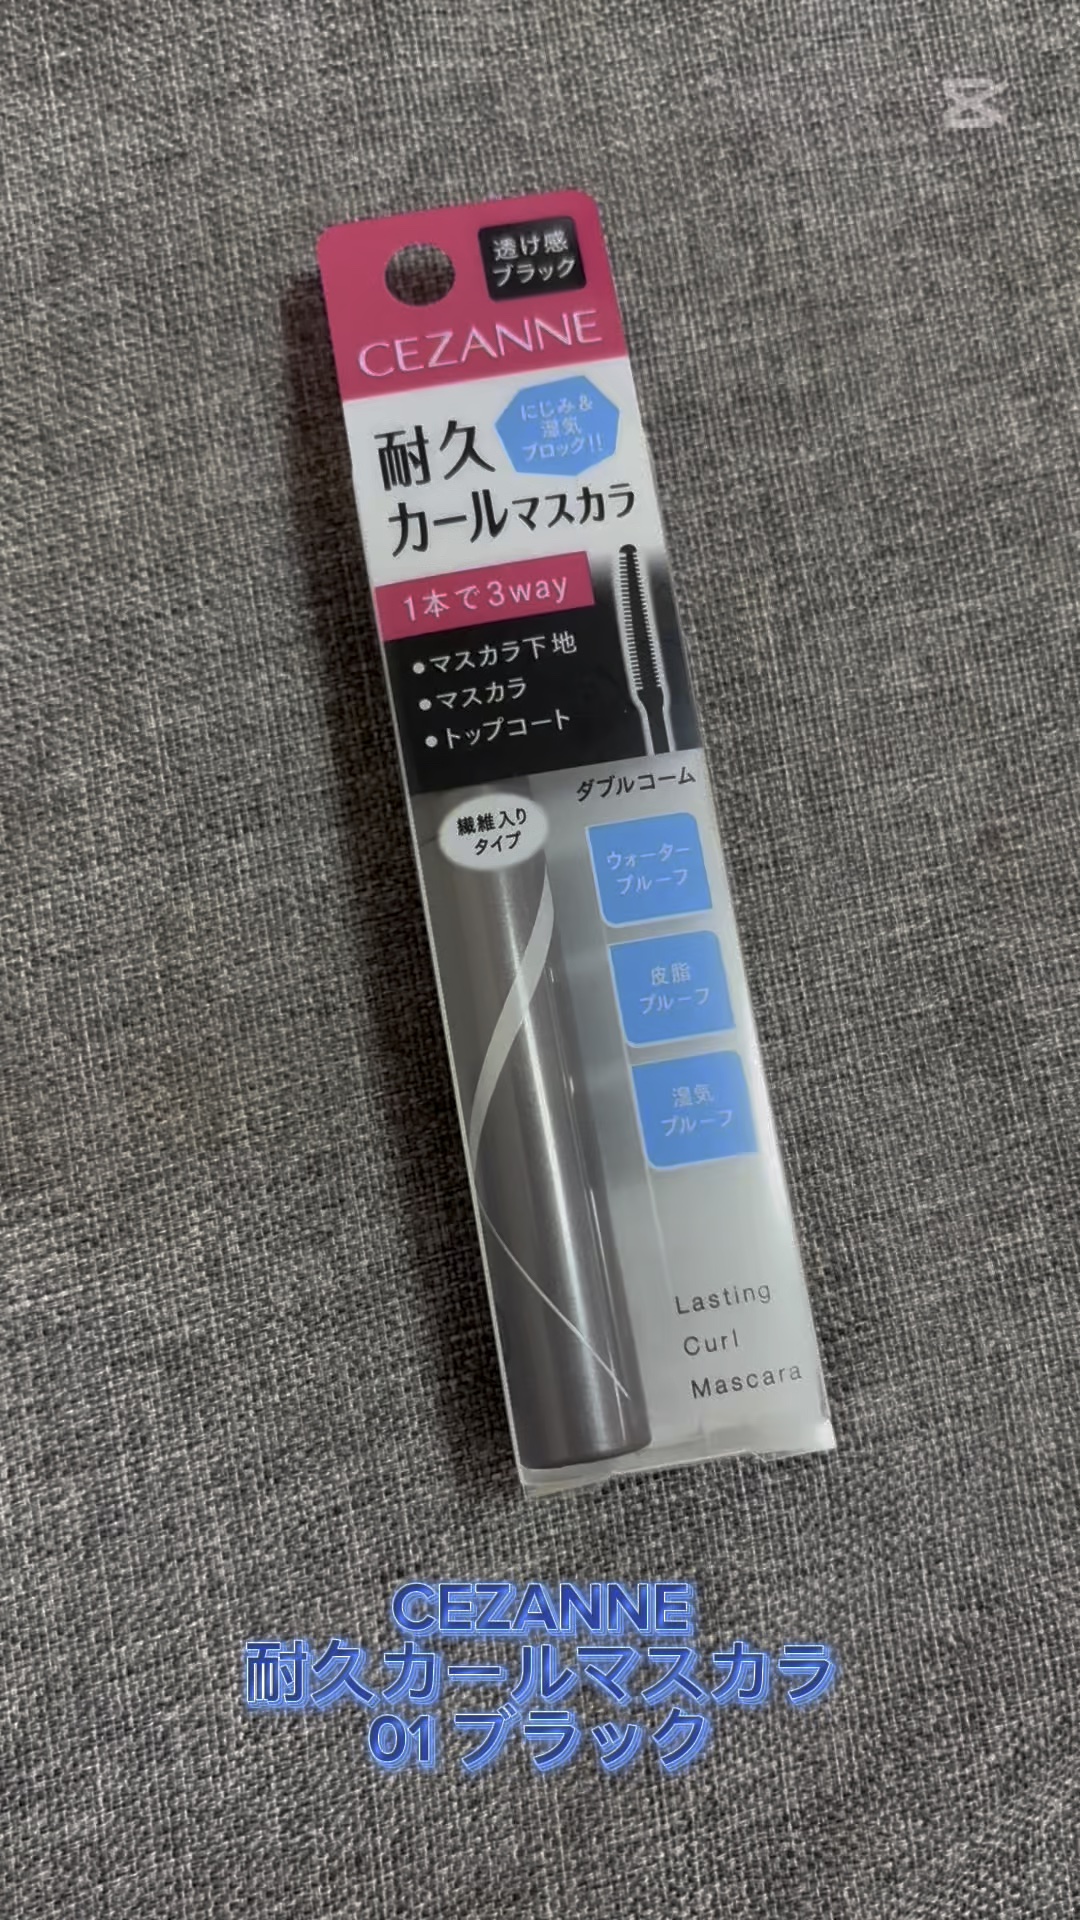 透け感
ブラック
CEZANNE
にじみ&
湿気
ブロック!!
耐久
カールマスカラ
1本で3way
●マスカラ下地
●マスカラ
●トップコート
ダブルコーム
繊維入り
タイプ
ウォーター
プルーフ
皮脂
プルーフ
湿気
プルーフ
Lasting
Curl
Mascara
CEZANNE
耐久カールマスカラ
01 ブラック